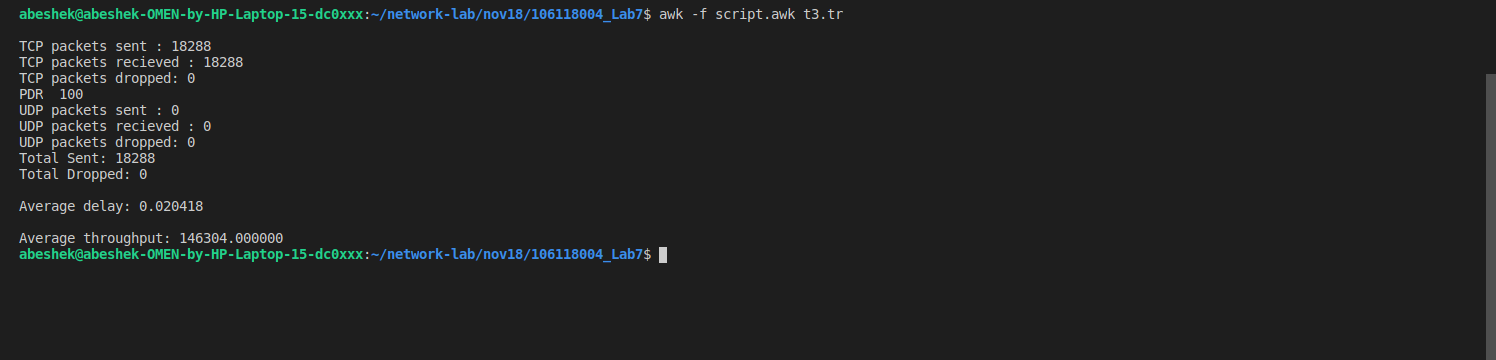 abeshek@abeshek-OMEN-by-HP-Laptop-15-dc0xxx:~/network-lab/nov18/106118004_Lab7$ awk -f script.awk t3.tr
TCP packets sent : 18288
TCP packets recieved : 18288
TCP packets dropped: 0
PDR  100
UDP packets sent : 0
UDP packets recieved : 0
UDP packets dropped: 0
Total Sent: 18288
Total Dropped: 0
Average delay: 0.020418
Average throughput: 146304.000000
abeshek@abeshek-OMEN-by-HP-Laptop-15-dc0xxx:~/network-lab/nov18/106118004_Lab7$